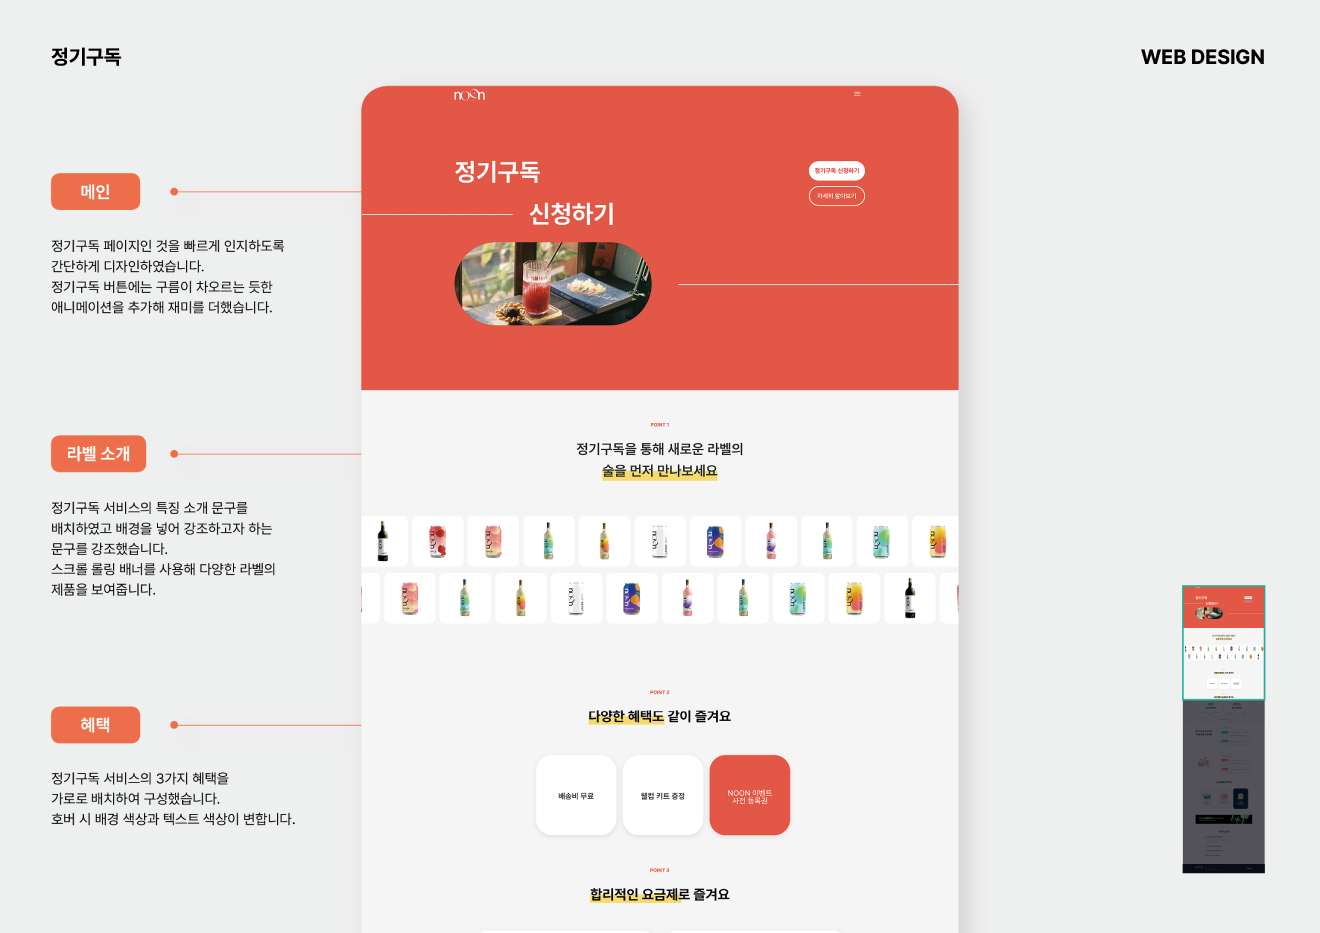 정기구독
WEB DESIGN
noon
정기구독
신청하기
정기구독 신청하기
자세히 알아보기
메인
정기구독 페이지인 것을 빠르게 인지하도록
간단하게 디자인하였습니다.
정기구독 버튼에는 구름이 차오르는 듯한
애니메이션을 추가해 재미를 더했습니다.
POINT 1
정기구독을 통해 새로운 라벨의
술을 먼저 만나보세요
라벨 소개
정기구독 서비스의 특징 소개 문구를
배치하였고 배경을 넣어 강조하고자 하는
문구를 강조했습니다.
스크롤 롤링 배너를 사용해 다양한 라벨의
제품을 보여줍니다.
POINT 2
다양한 혜택도 같이 즐겨요
배송비 무료
웰컴 키트 증정
NOON 이벤트
사전 등록권
혜택
정기구독 서비스의 3가지 혜택을
가로로 배치하여 구성했습니다.
호버 시 배경 색상과 텍스트 색상이 변합니다.
POINT 3
합리적인 요금제로 즐겨요